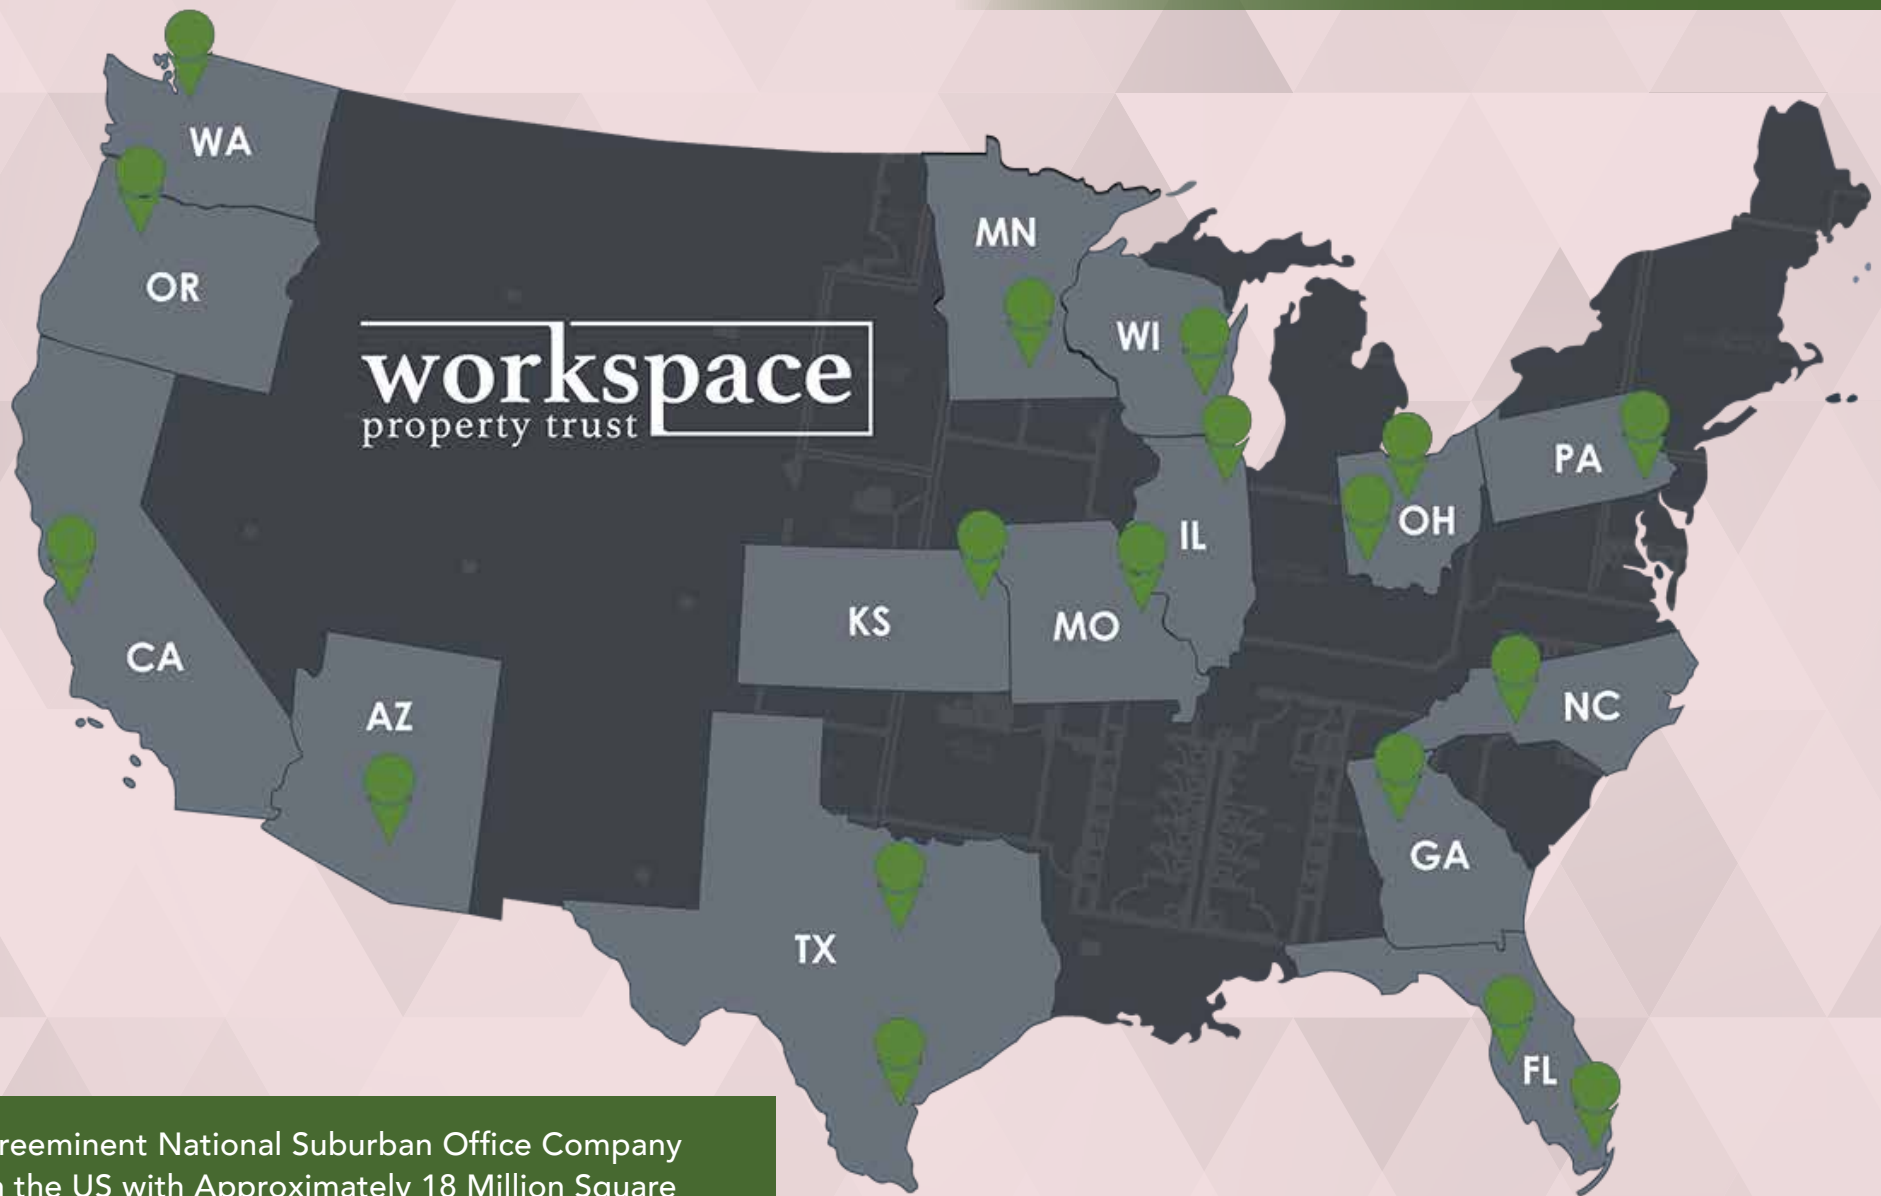 WA
OR
MN
WI
workspace
property trust
PA
OH
IL
KS
MO
CA
AZ
NC
GA
TX
FL
reeminent National Suburban Office Company
the US with Approximately 18 Million Square